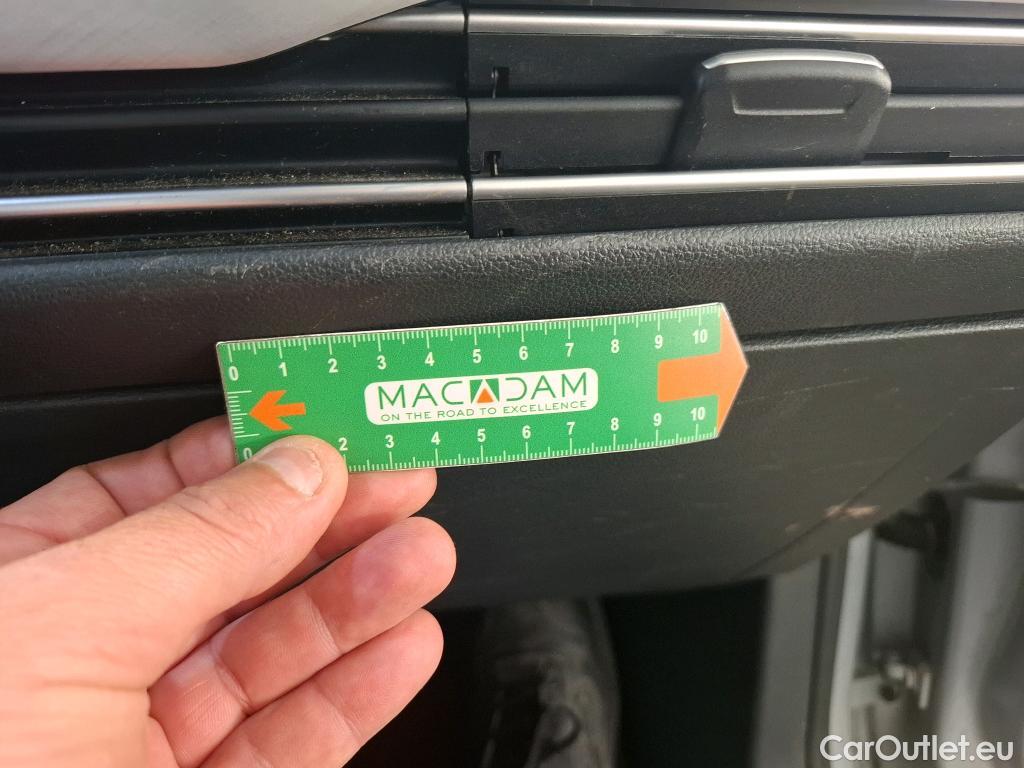 0 1 2 3 4 5 6 7 8 9 10
MACADAM
ON THE ROAD TO EXCELLENCE
0 2 3 4 5 6 7 8 9 10
CarOutlet.eu